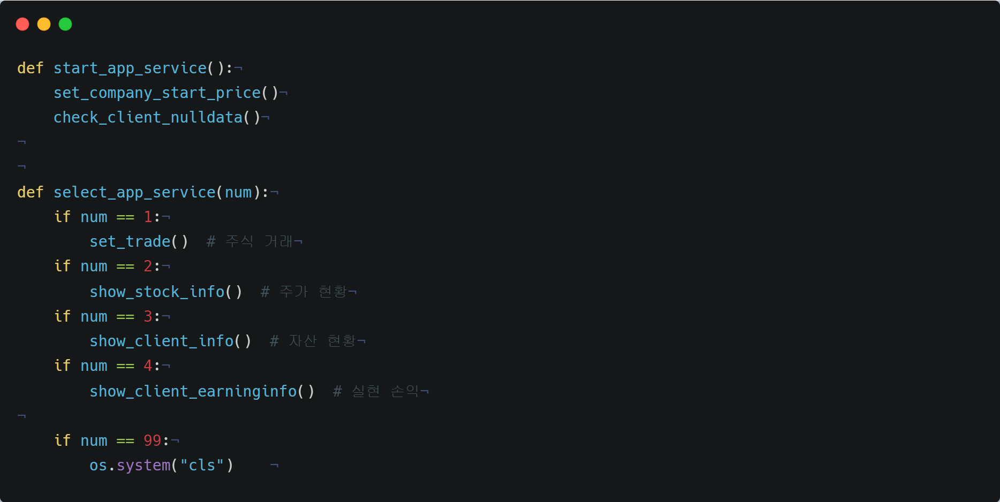 def start_app_service():¬
    set_company_start_price()¬
    check_client_nulldata()¬
¬
¬
def select_app_service(num):¬
    if num == 1:¬
        set_trade()  # 주식 거래¬
    if num == 2:¬
        show_stock_info()  # 주가 현황¬
    if num == 3:¬
        show_client_info()  # 자산 현황¬
    if num == 4:¬
        show_client_earninginfo()  # 실현 손익¬
¬
    if num == 99:¬
        os.system("cls")    ¬